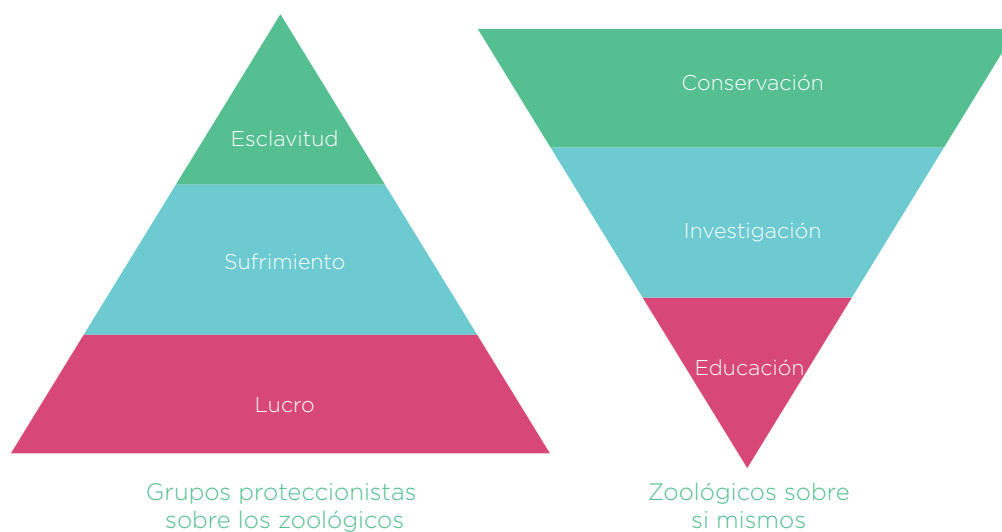 Esclavitud
Sufrimiento
Lucro
Grupos proteccionistas
sobre los zoológicos
Conservación
Investigación
Educación
Zoológicos sobre
si mismos